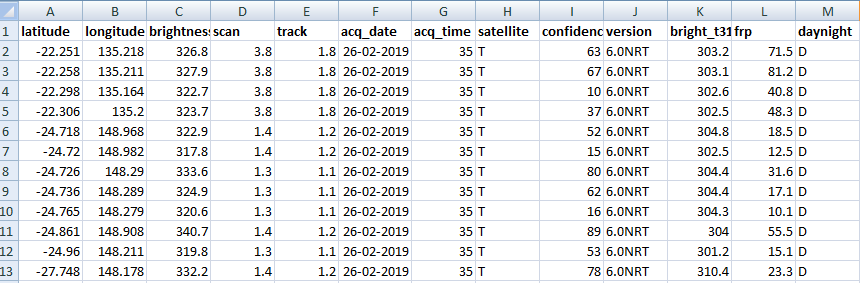 A B C D E F G H I J K L M
1 latitude longitude brightness scan track acq_date acq_time satellite confidenc version bright_t31 frp daynight
2 -22.251 135.218 326.8 3.8 1.8 26-02-2019 35 T 63 6.0NRT 303.2 71.5 D
3 -22.258 135.211 327.9 3.8 1.8 26-02-2019 35 T 67 6.0NRT 303.1 81.2 D
4 -22.298 135.164 322.7 3.8 1.8 26-02-2019 35 T 10 6.0NRT 302.6 40.8 D
5 -22.306 135.2 323.7 3.8 1.8 26-02-2019 35 T 37 6.0NRT 302.5 48.3 D
6 -24.718 148.968 322.9 1.4 1.2 26-02-2019 35 T 52 6.0NRT 304.8 18.5 D
7 -24.72 148.982 317.8 1.4 1.2 26-02-2019 35 T 15 6.0NRT 302.5 12.5 D
8 -24.726 148.29 333.6 1.3 1.1 26-02-2019 35 T 80 6.0NRT 304.4 31.6 D
9 -24.736 148.289 324.9 1.3 1.1 26-02-2019 35 T 62 6.0NRT 304.4 17.1 D
10 -24.765 148.279 320.6 1.3 1.1 26-02-2019 35 T 16 6.0NRT 304.3 10.1 D
11 -24.861 148.908 340.7 1.4 1.2 26-02-2019 35 T 89 6.0NRT 304 55.5 D
12 -24.96 148.211 319.8 1.3 1.1 26-02-2019 35 T 53 6.0NRT 301.2 15.1 D
13 -27.748 148.178 332.2 1.4 1.2 26-02-2019 35 T 78 6.0NRT 310.4 23.3 D